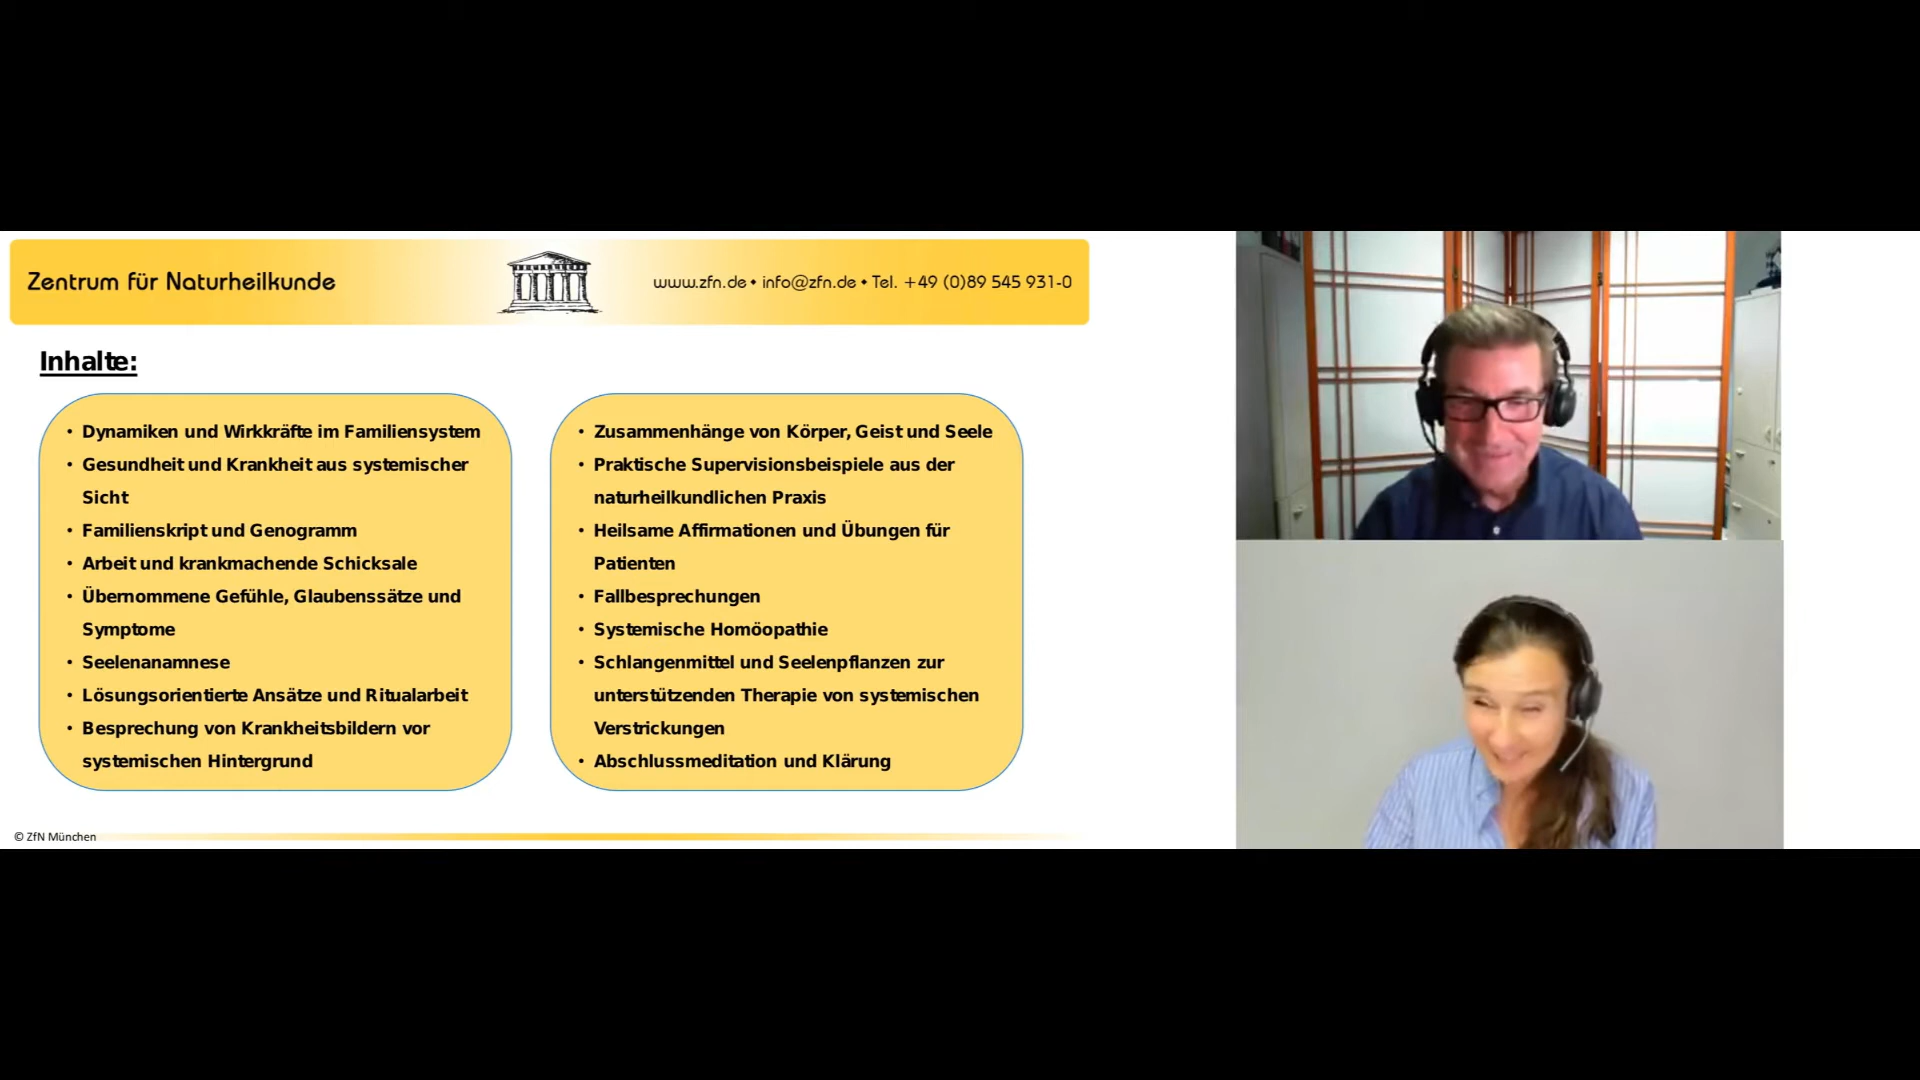 Zentrum für Naturheilkunde
www.zfn.de • info@zfn.de • Tel. +49 (0)89 545 931-0
Inhalte:
• Dynamiken und Wirkkräfte im Familiensystem
• Gesundheit und Krankheit aus systemischer
Sicht
• Familienskript und Genogramm
• Arbeit und krankmachende Schicksale
• Übernommene Gefühle, Glaubenssätze und
Symptome
• Seelenanamnese
• Lösungsorientierte Ansätze und Ritualarbeit
• Besprechung von Krankheitsbildern vor
systemischen Hintergrund
• Zusammenhänge von Körper, Geist und Seele
• Praktische Supervisionsbeispiele aus der
naturheilkundlichen Praxis
• Heilsame Affirmationen und Übungen für
Patienten
• Fallbesprechungen
• Systemische Homöopathie
• Schlangenmittel und Seelenpflanzen zur
unterstützenden Therapie von systemischen
Verstrickungen
• Abschlussmeditation und Klärung
© ZfN München